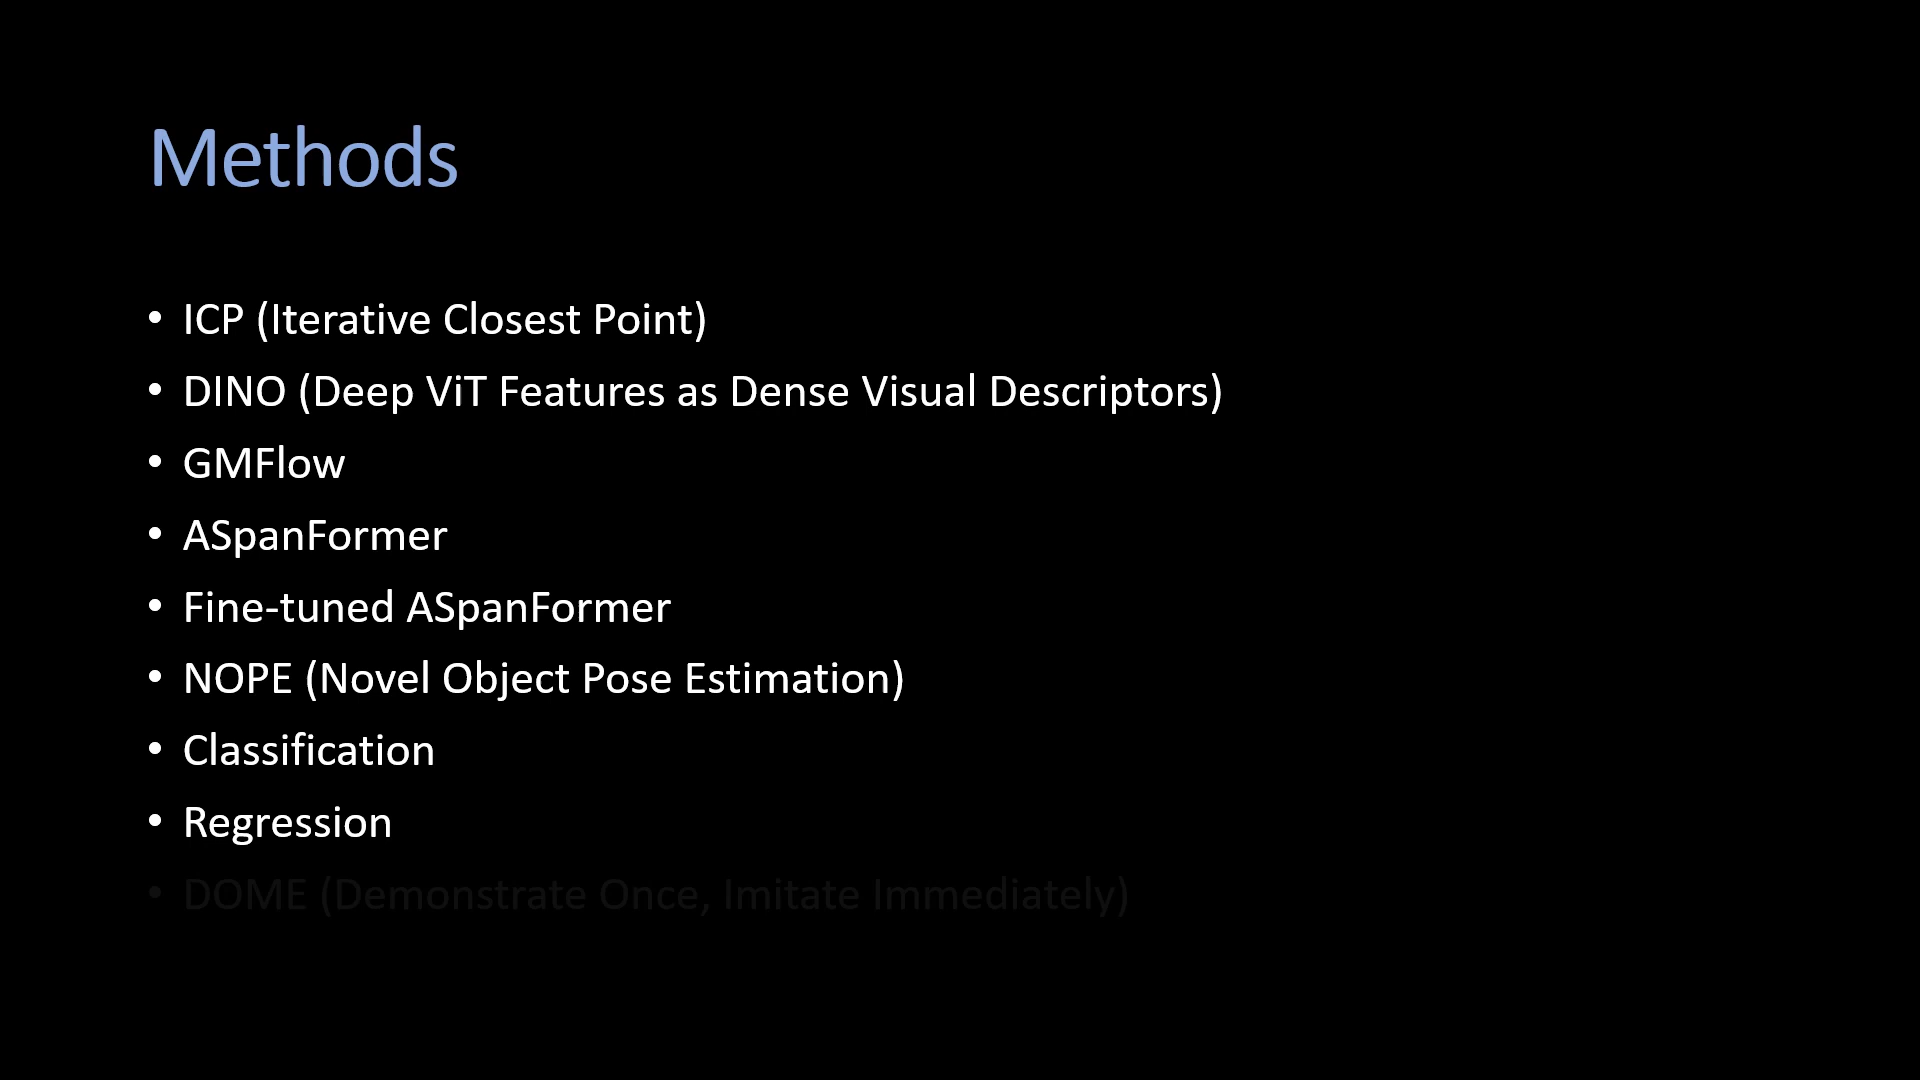 Methods
• ICP (Iterative Closest Point)
• DINO (Deep ViT Features as Dense Visual Descriptors)
• GMFlow
• ASpanFormer
• Fine-tuned ASpanFormer
• NOPE (Novel Object Pose Estimation)
• Classification
• Regression
• DOME (Demonstrate Once, Imitate Immediately)